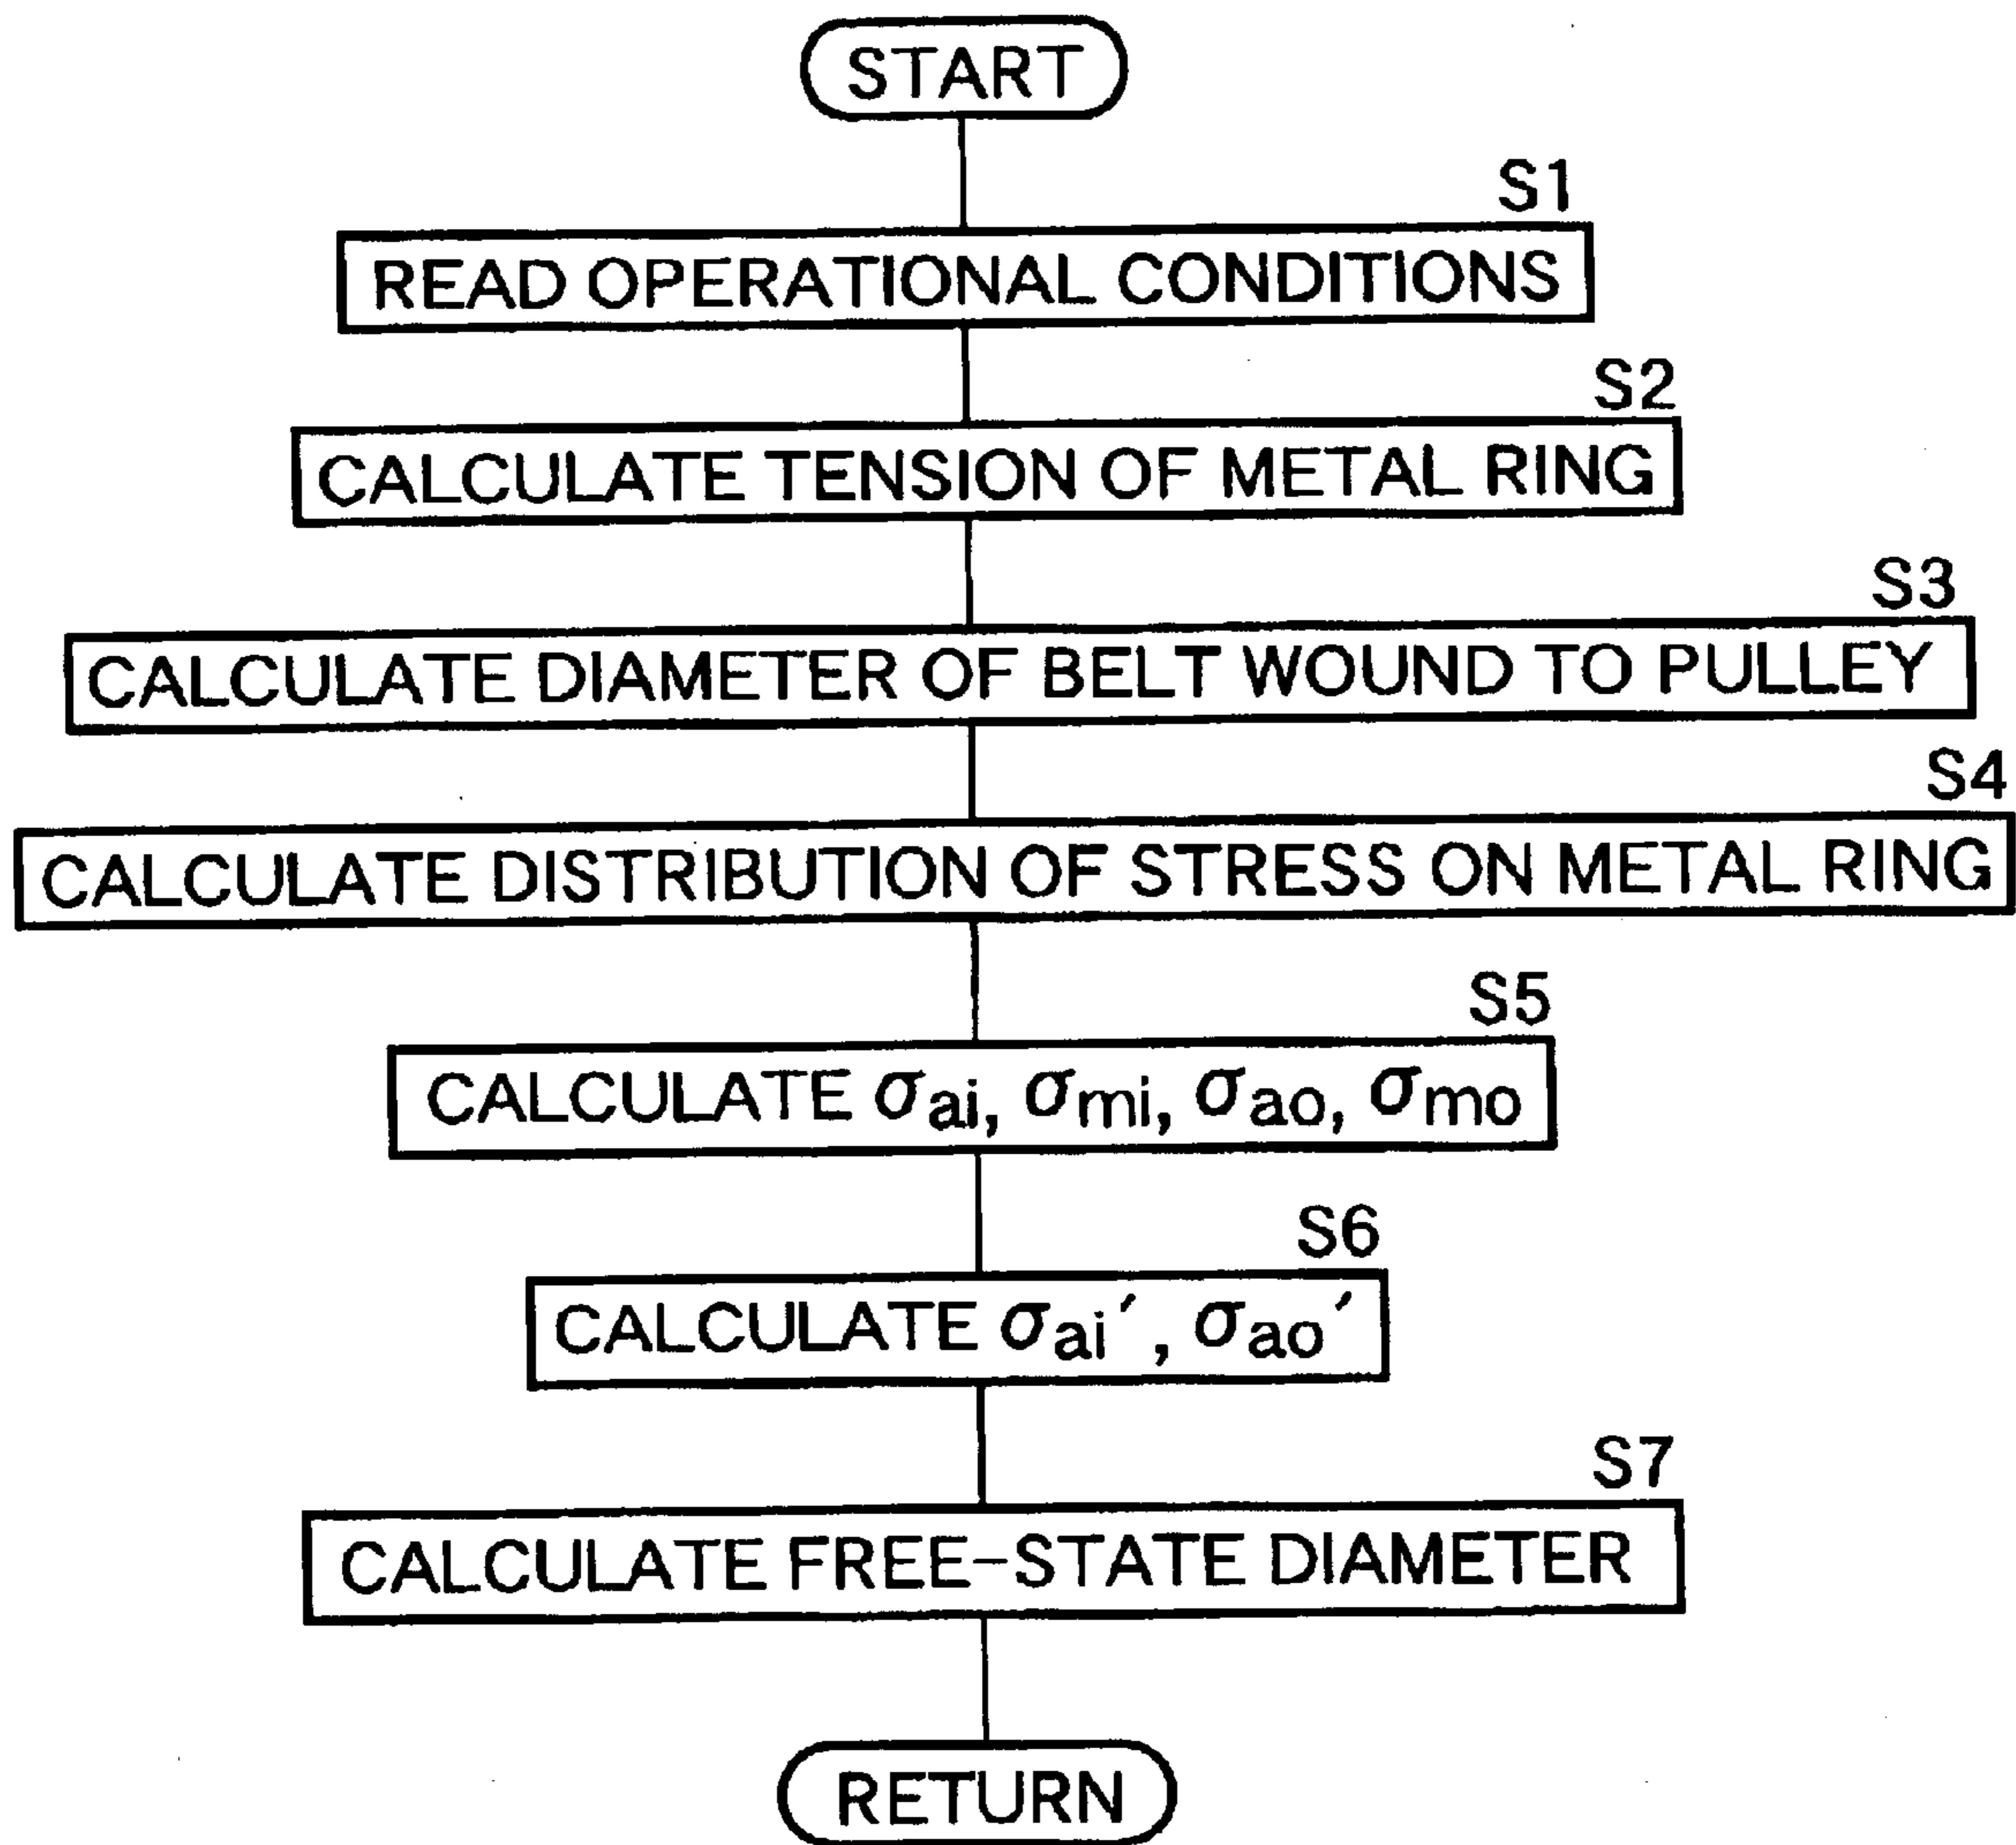 START
S1
READ OPERATIONAL CONDITIONS
S2
CALCULATE TENSION OF METAL RING
S3
CALCULATE DIAMETER OF BELT WOUND TO PULLEY
S4
CALCULATE DISTRIBUTION OF STRESS ON METAL RING
S5
CALCULATE σai, σmi, σao, σmo
S6
CALCULATE σai′, σao′
S7
CALCULATE FREE-STATE DIAMETER
RETURN